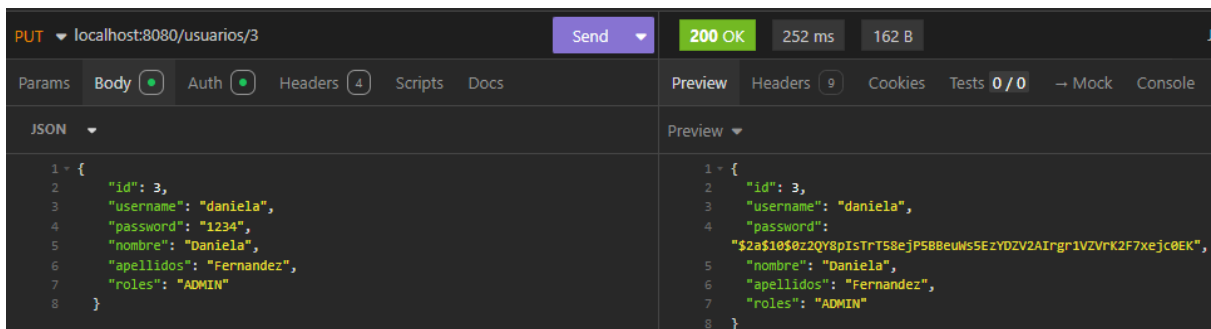 PUT localhost:8080/usuarios/3 Send 200 OK 252 ms 162 B
Params Body Auth Headers 4 Scripts Docs Preview Headers 9 Cookies Tests 0 / 0 → Mock Console
JSON
Preview
1 {
2 "id": 3,
3 "username": "daniela",
4 "password": "1234",
5 "nombre": "Daniela",
6 "apellidos": "Fernandez",
7 "roles": "ADMIN"
8 }
1 {
2 "id": 3,
3 "username": "daniela",
4 "password":
"$2a$10$0z2QY8pIsTrT58ejP5BBeuWs5EzYDZV2AIrgr1VZVrK2F7xejc0EK",
5 "nombre": "Daniela",
6 "apellidos": "Fernandez",
7 "roles": "ADMIN"
8 }